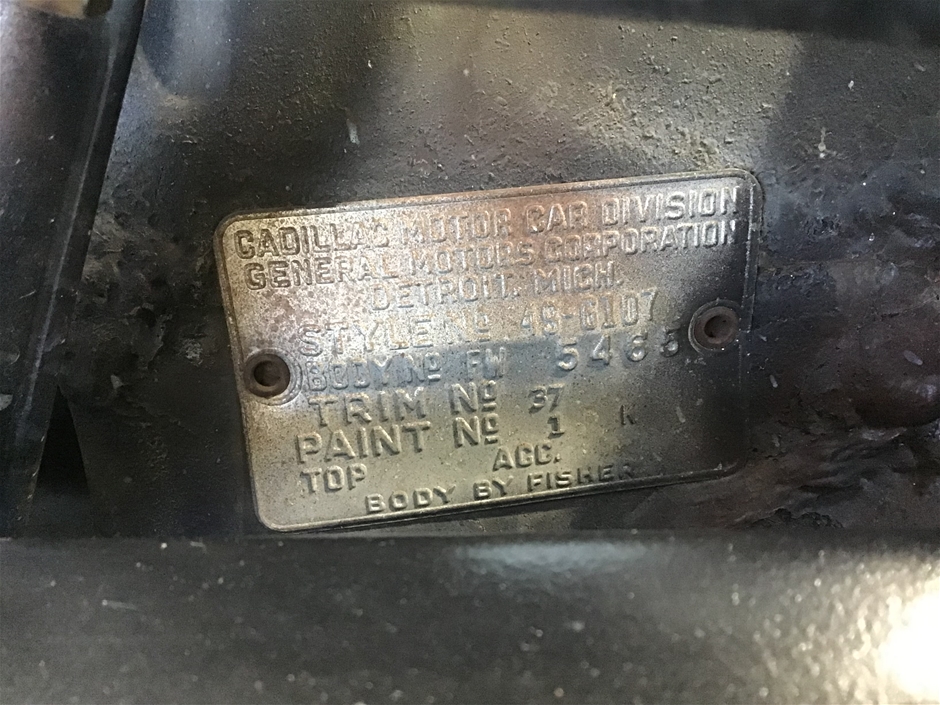 CADILLAC MOTOR CAR DIVISION
GENERAL MOTORS CORPORATION
DETROIT, MICH.
STYLE Nº 49-6107
BODY Nº FW 5465
TRIM Nº 37
PAINT Nº 1 K
TOP ACC.
BODY BY FISHER